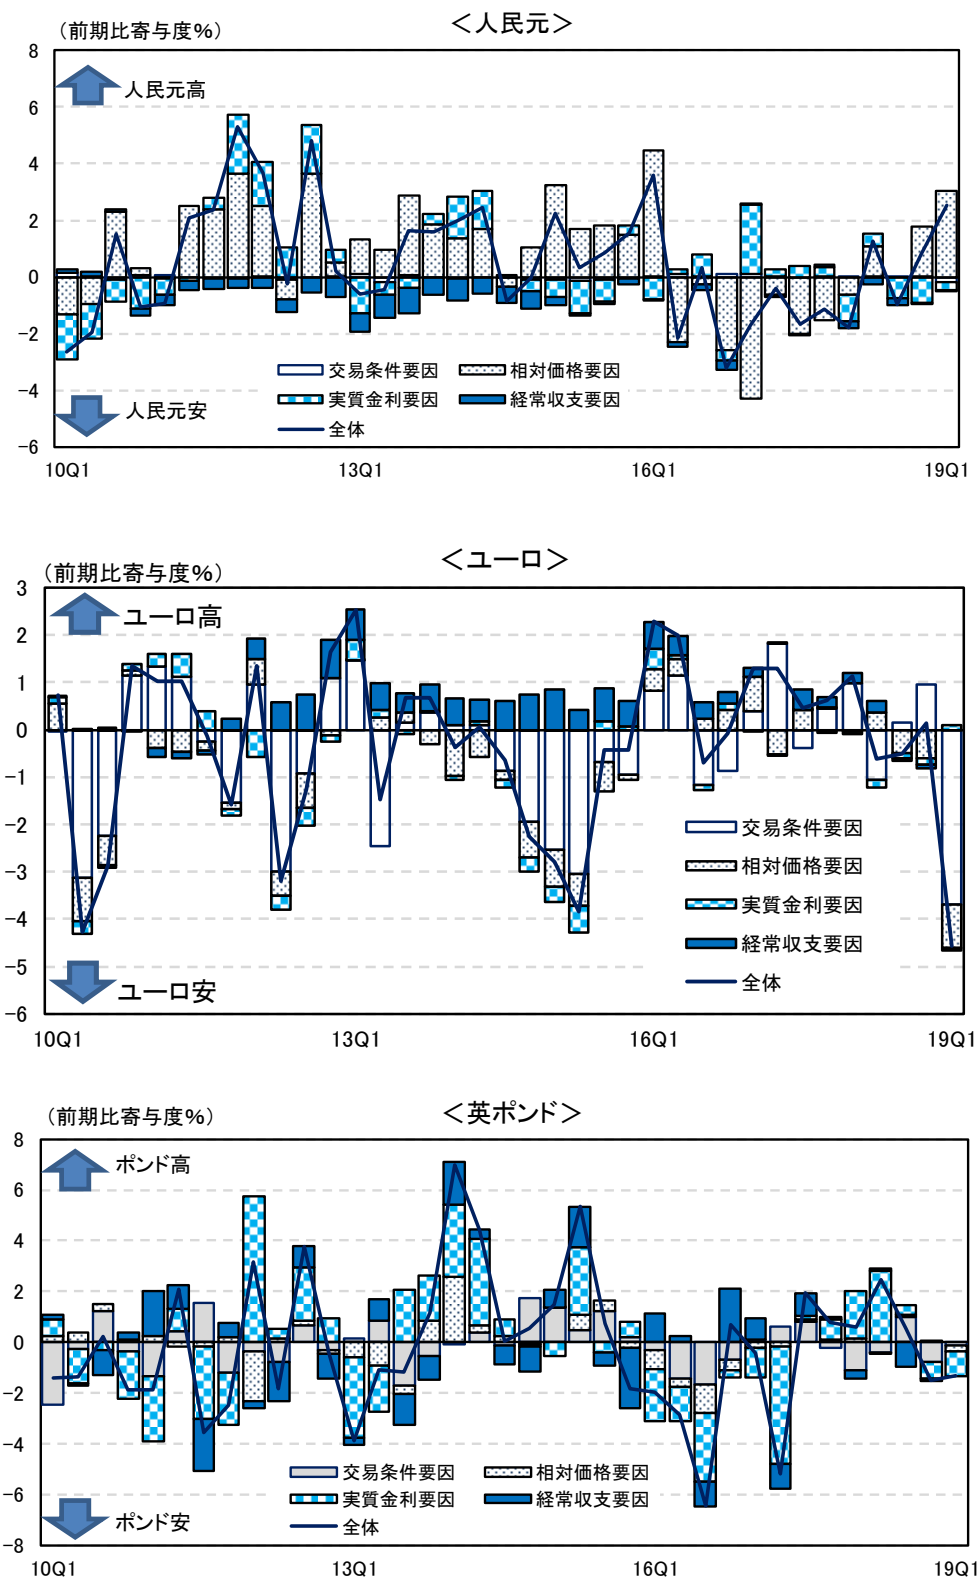 ＜人民元＞
（前期比寄与度％）
8
6
4
2
0
−2
−4
−6
人民元高
人民元安
交易条件要因
相対価格要因
実質金利要因
経常収支要因
全体
10Q1
13Q1
16Q1
19Q1
＜ユーロ＞
（前期比寄与度％）
3
2
1
0
−1
−2
−3
−4
−5
−6
ユーロ高
ユーロ安
交易条件要因
相対価格要因
実質金利要因
経常収支要因
全体
10Q1
13Q1
16Q1
19Q1
＜英ポンド＞
（前期比寄与度％）
8
6
4
2
0
−2
−4
−6
−8
ポンド高
ポンド安
交易条件要因
相対価格要因
実質金利要因
経常収支要因
全体
10Q1
13Q1
16Q1
19Q1